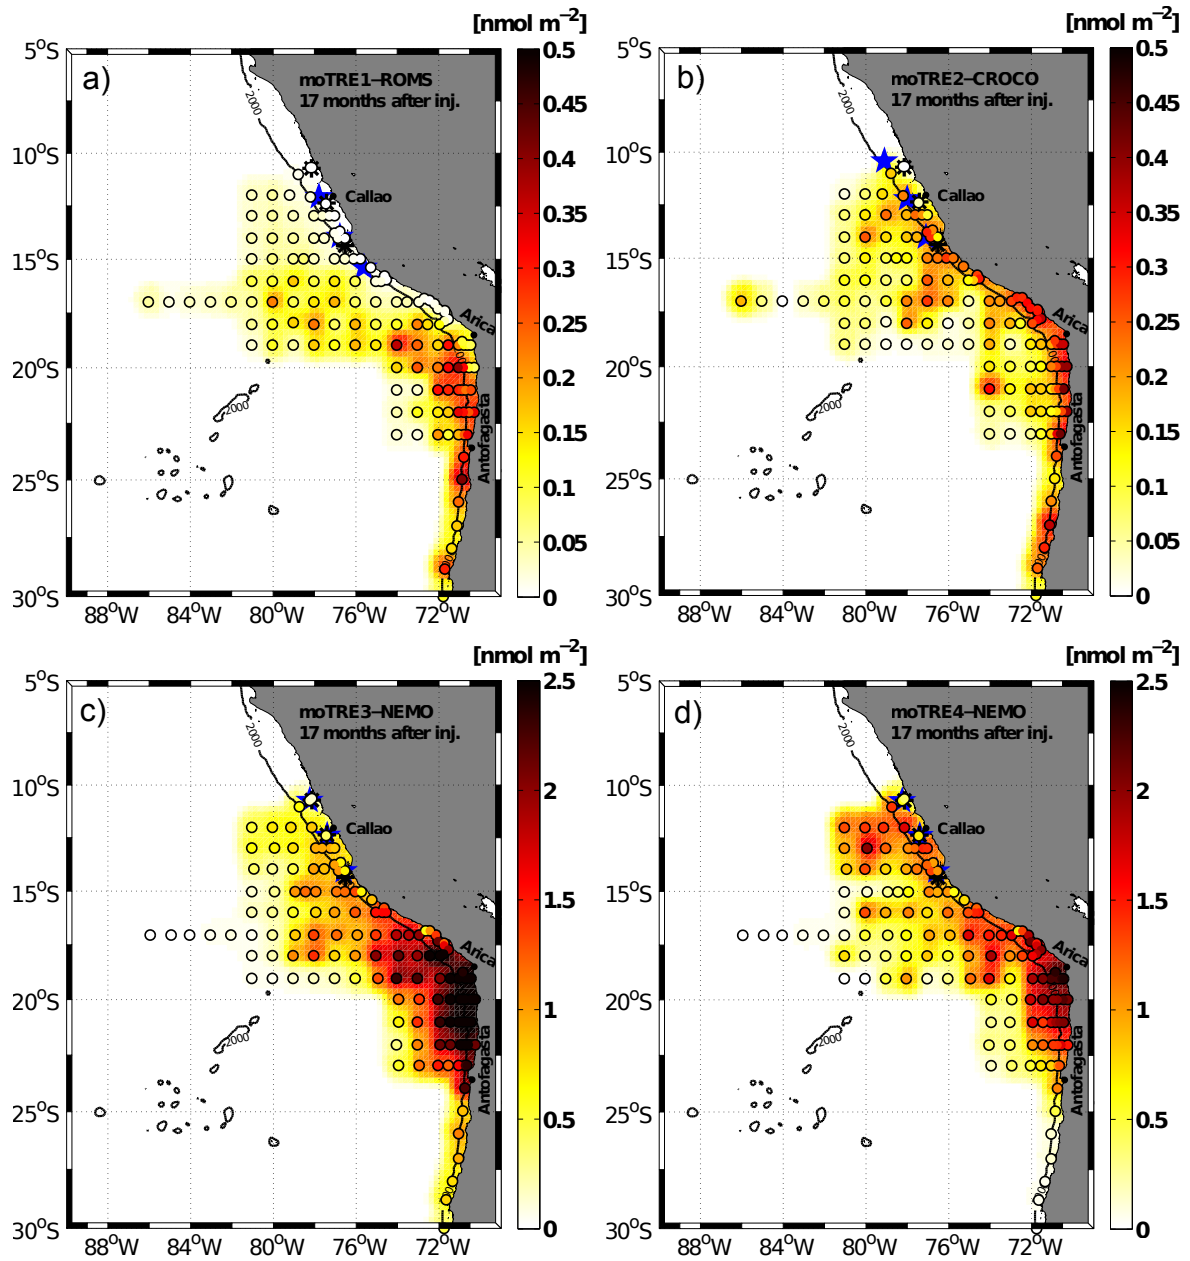 [nmol m−2]
a)
moTRE1−ROMS
17 months after inj.
2000
Callao
Arica
Antofagasta
2000
5°S
10°S
15°S
20°S
25°S
30°S
88°W
84°W
80°W
76°W
72°W
0.5
0.45
0.4
0.35
0.3
0.25
0.2
0.15
0.1
0.05
0
[nmol m−2]
b)
moTRE2−CROCO
17 months after inj.
2000
Callao
Arica
Antofagasta
2000
5°S
10°S
15°S
20°S
25°S
30°S
88°W
84°W
80°W
76°W
72°W
0.5
0.45
0.4
0.35
0.3
0.25
0.2
0.15
0.1
0.05
0
[nmol m−2]
c)
moTRE3−NEMO
17 months after inj.
2000
Callao
Arica
Antofagasta
2000
5°S
10°S
15°S
20°S
25°S
30°S
88°W
84°W
80°W
76°W
72°W
2.5
2
1.5
1
0.5
0
[nmol m−2]
d)
moTRE4−NEMO
17 months after inj.
2000
Callao
Arica
Antofagasta
2000
5°S
10°S
15°S
20°S
25°S
30°S
88°W
84°W
80°W
76°W
72°W
2.5
2
1.5
1
0.5
0